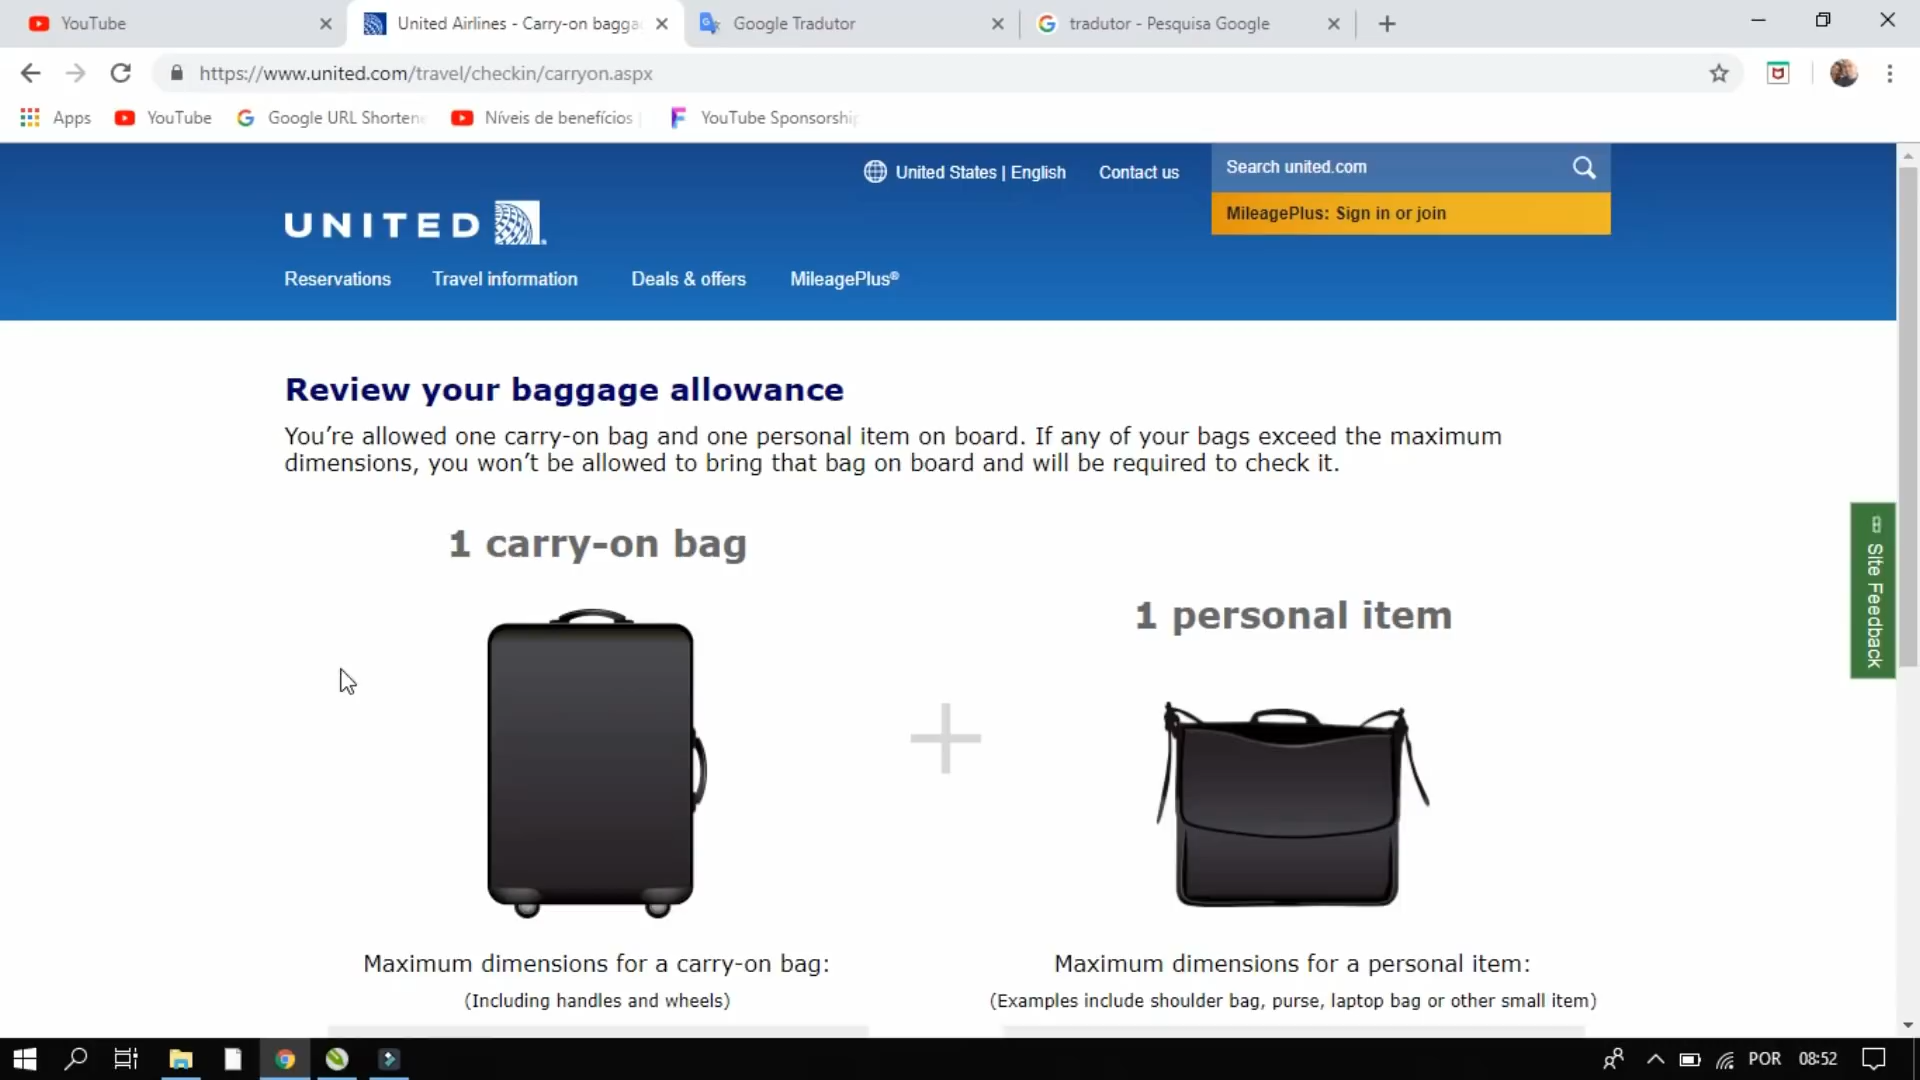 YouTube
United Airlines - Carry-on bagga
Google Tradutor
tradutor - Pesquisa Google
https://www.united.com/travel/checkin/carryon.aspx
Apps
YouTube
Google URL Shorten
Níveis de benefícios
YouTube Sponsorship
United States | English
Contact us
Search united.com
MileagePlus: Sign in or join
UNITED
Reservations
Travel information
Deals & offers
MileagePlus®
Review your baggage allowance
You’re allowed one carry-on bag and one personal item on board. If any of your bags exceed the maximum
dimensions, you won’t be allowed to bring that bag on board and will be required to check it.
1 carry-on bag
1 personal item
Site Feedback
Maximum dimensions for a carry-on bag:
(Including handles and wheels)
Maximum dimensions for a personal item:
(Examples include shoulder bag, purse, laptop bag or other small item)
POR
08:52